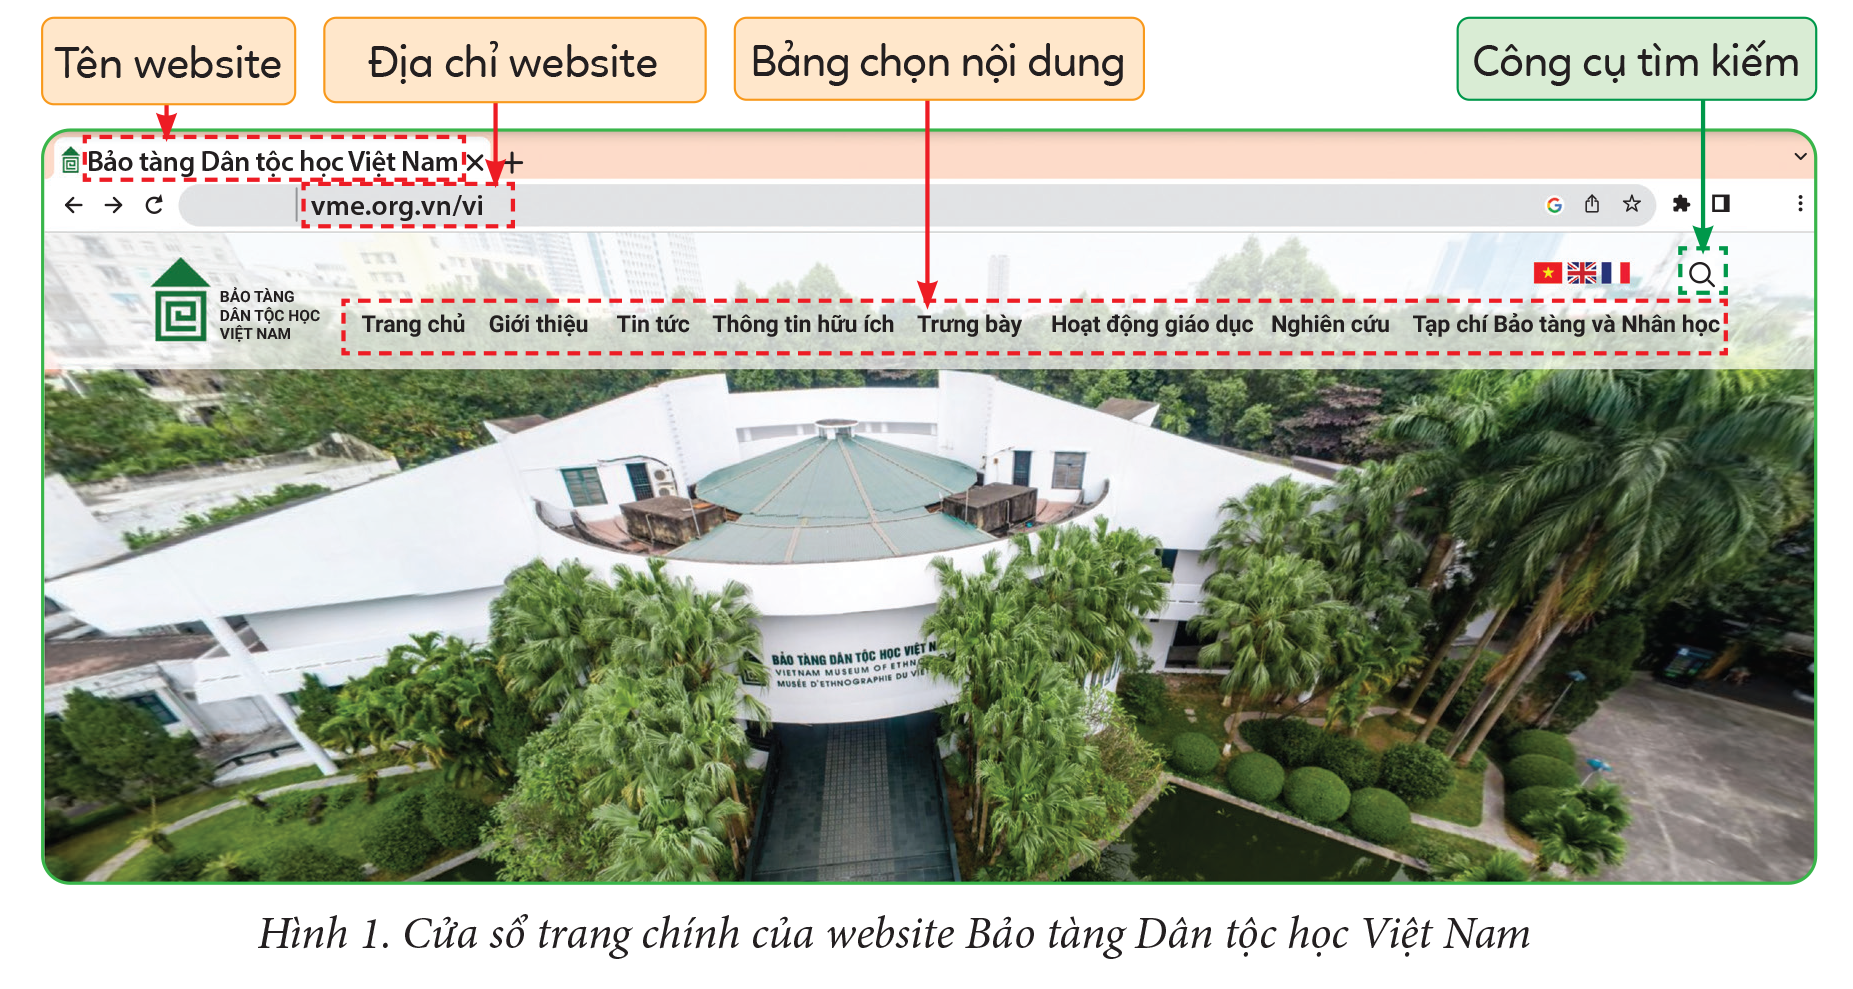 Tên website
Địa chỉ website
Bảng chọn nội dung
Công cụ tìm kiếm
Bảo tàng Dân tộc học Việt Nam
vme.org.vn/vi
BẢO TÀNG
DÂN TỘC HỌC
VIỆT NAM
Trang chủ Giới thiệu Tin tức Thông tin hữu ích Trưng bày Hoạt động giáo dục Nghiên cứu Tạp chí Bảo tàng và Nhân học
BẢO TÀNG DÂN TỘC HỌC VIỆT N
VIETNAM MUSEUM OF ETHN
MUSÉE D'ETHNOGRAPHIE DU VIE
Hình 1. Cửa sổ trang chính của website Bảo tàng Dân tộc học Việt Nam